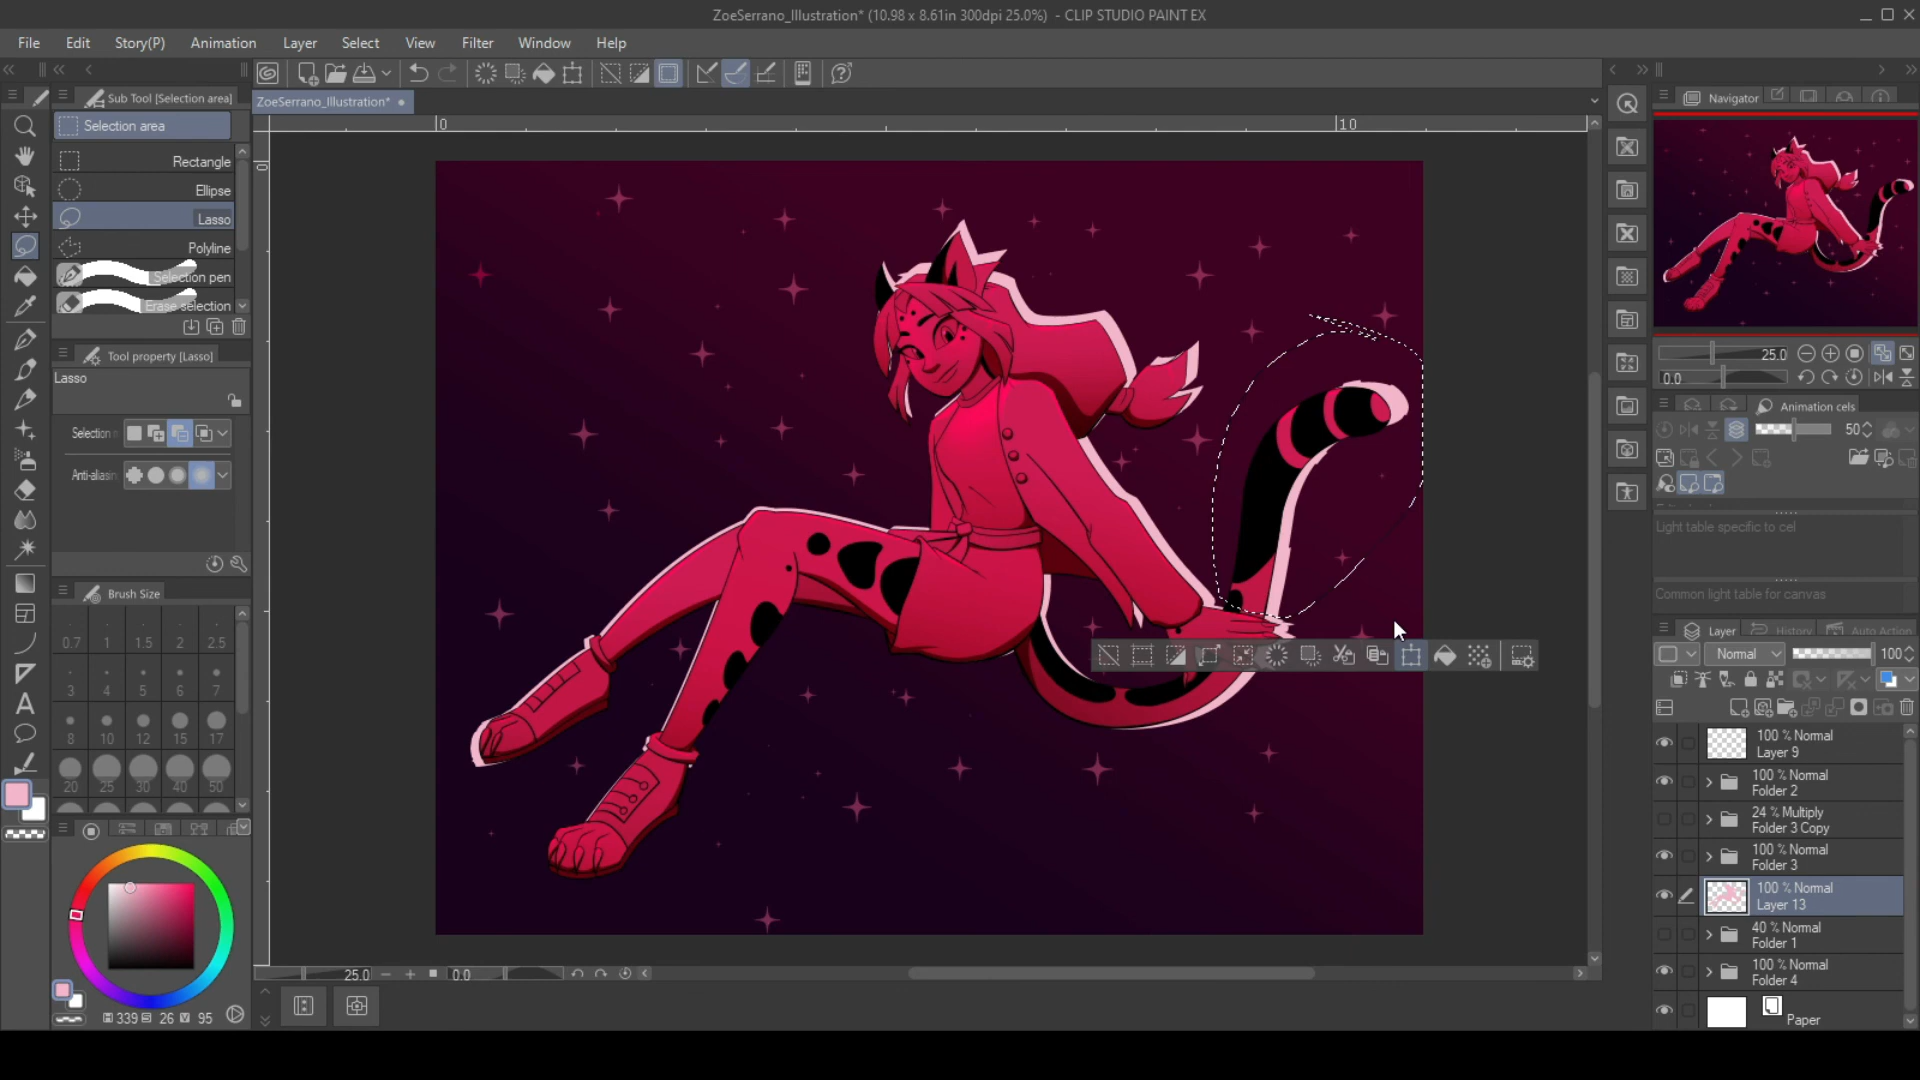 ZoeSerrano_Illustration* (10.98 x 8.61in 300dpi 25.0%) - CLIP STUDIO PAINT EX
File Edit Story(P) Animation Layer Select View Filter Window Help
Sub Tool [Selection area]
ZoeSerrano_Illustration*
Navigator
Selection area
0 10
0
Rectangle
Ellipse
Lasso
Polyline
Selection pen
Erase selection
Tool property [Lasso]
25.0
Lasso
0.0
Animation cels
Selection
50
Anti-aliasing
Light table specific to cel
Brush Size
Common light table for canvas
0.7 1 1.5 2 2.5
Layer History Auto Action
Normal 100
3 4 5 6 7
8 10 12 15 17
100 % Normal
Layer 9
100 % Normal
Folder 2
20 25 30 40 50
24 % Multiply
Folder 3 Copy
100 % Normal
Folder 3
100 % Normal
Layer 13
40 % Normal
Folder 1
100 % Normal
Folder 4
25.0 0.0
H 339 S 26 V 95
Paper